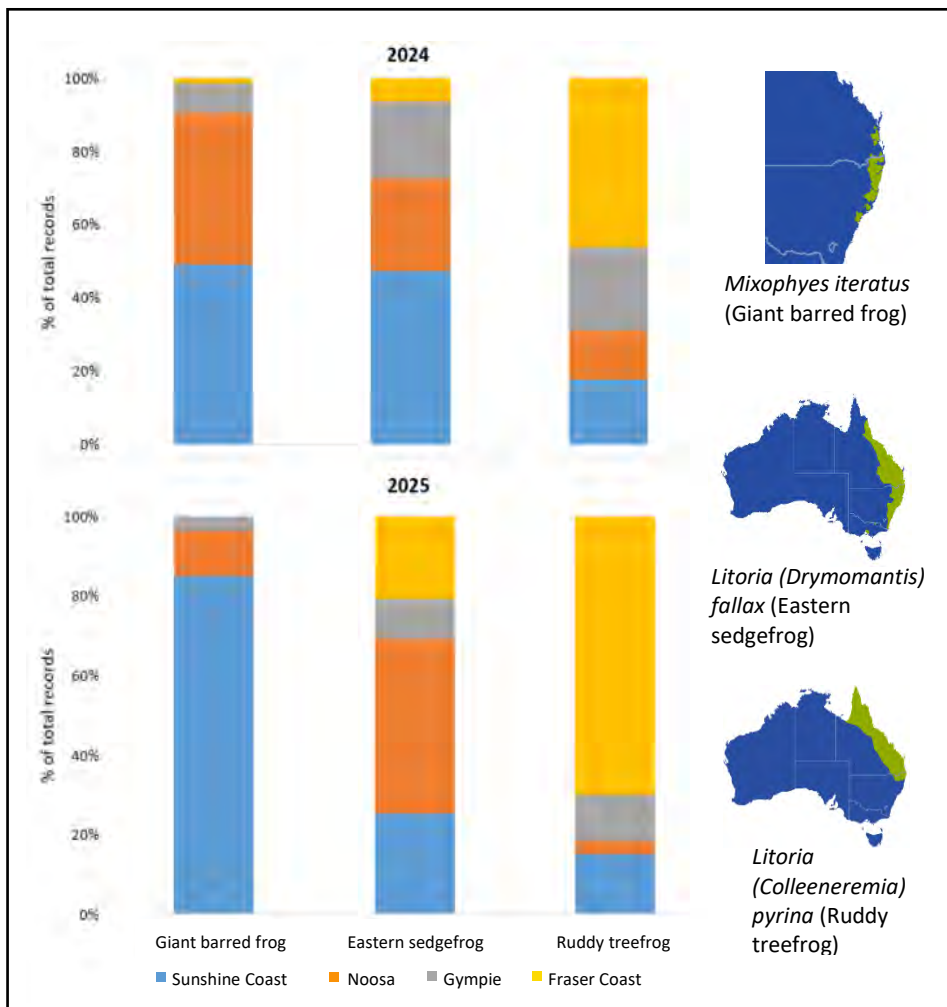 2024
100%
80%
60%
40%
20%
0%
% of total records
2025
100%
80%
60%
40%
20%
0%
% of total records
Giant barred frog
Eastern sedgefrog
Ruddy treefrog
Sunshine Coast
Noosa
Gympie
Fraser Coast
Mixophyes iteratus
(Giant barred frog)
Litoria (Drymomantis)
fallax (Eastern
sedgefrog)
Litoria
(Colleeneremia)
pyrina (Ruddy
treefrog)